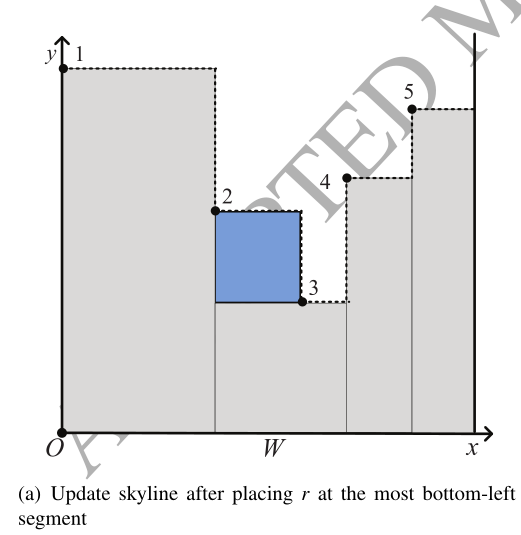 y 1
5
4
2
3
O W x
(a) Update skyline after placing r at the most bottom-left
segment